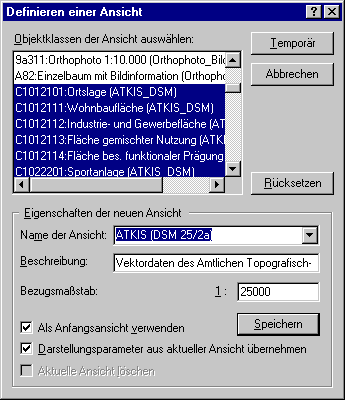 Definieren einer Ansicht
Objektklassen der Ansicht auswählen:
9a311:Orthophoto 1:10.000 (Orthophoto_Bild
A82:Einzelbaum mit Bildinformation (Orthopho
C1012101:Ortslage (ATKIS_DSM)
C1012111:Wohnbaufläche (ATKIS_DSM)
C1012112:Industrie- und Gewerbefläche (AT
C1012113:Fläche gemischter Nutzung (ATKI
C1012114:Fläche bes. funktionaler Prägung
C1022201:Sportanlage (ATKIS_DSM)
Temporär
Abbrechen
Rücksetzen
Eigenschaften der neuen Ansicht
Name der Ansicht: ATKIS (DSM 25/2a)
Beschreibung: Vektordaten des Amtlichen Topografisch-
Bezugsmaßstab: 1 : 25000
Als Anfangsansicht verwenden
Speichern
Darstellungsparameter aus aktueller Ansicht übernehmen
Aktuelle Ansicht löschen